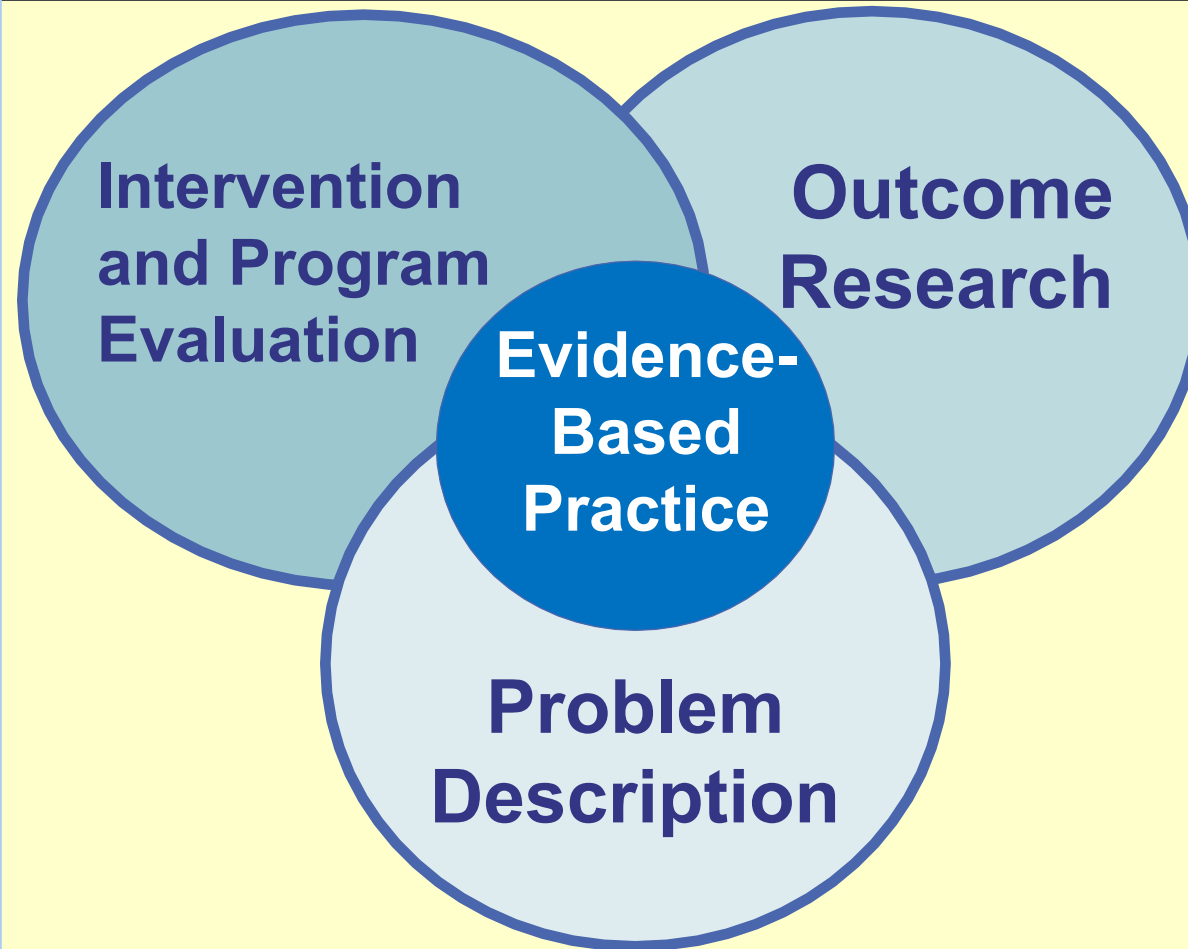 Intervention
and Program
Evaluation
Outcome
Research
Evidence-
Based
Practice
Problem
Description